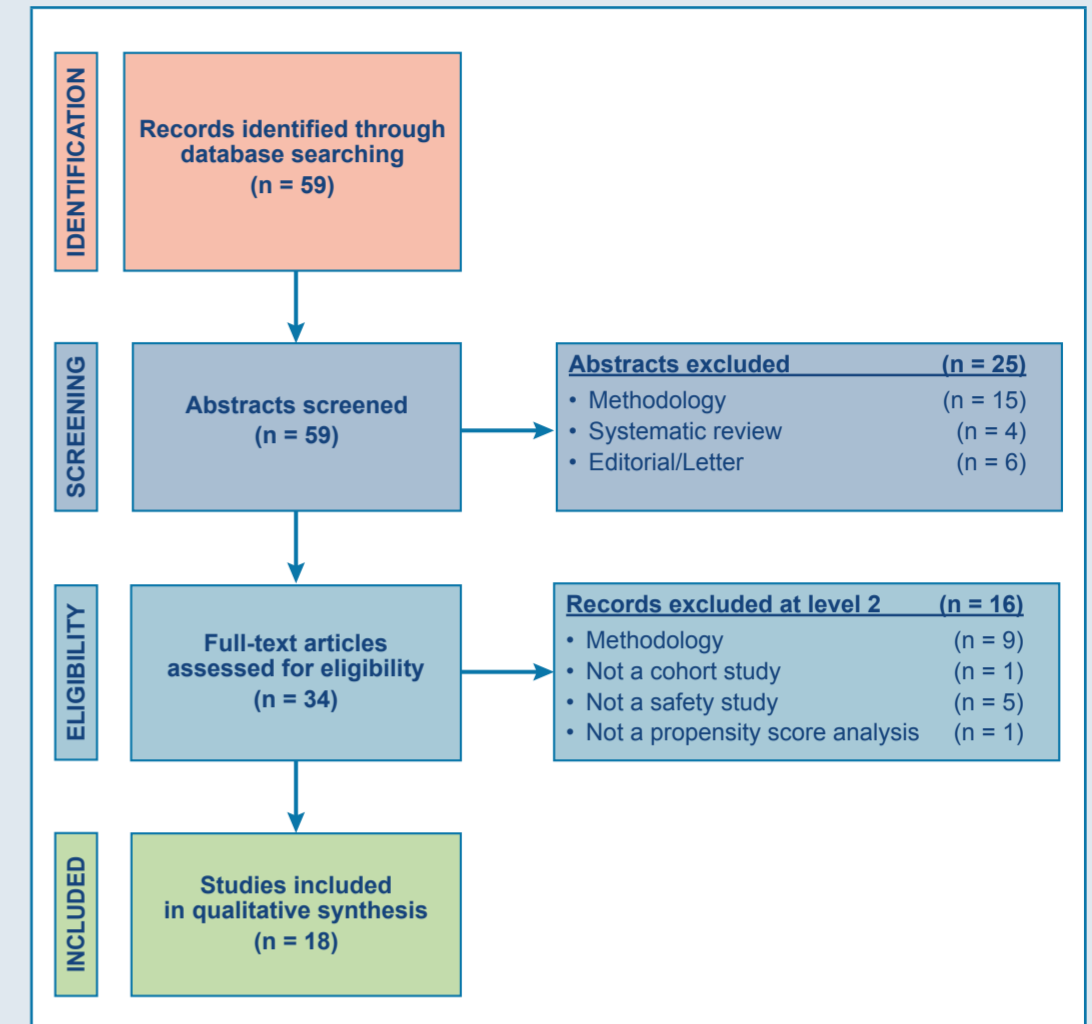 IDENTIFICATION
Records identified through
database searching
(n = 59)
SCREENING
Abstracts screened
(n = 59)
Abstracts excluded (n = 25)
• Methodology (n = 15)
• Systematic review (n = 4)
• Editorial/Letter (n = 6)
ELIGIBILITY
Full-text articles
assessed for eligibility
(n = 34)
Records excluded at level 2 (n = 16)
• Methodology (n = 9)
• Not a cohort study (n = 1)
• Not a safety study (n = 5)
• Not a propensity score analysis (n = 1)
INCLUDED
Studies included
in qualitative synthesis
(n = 18)